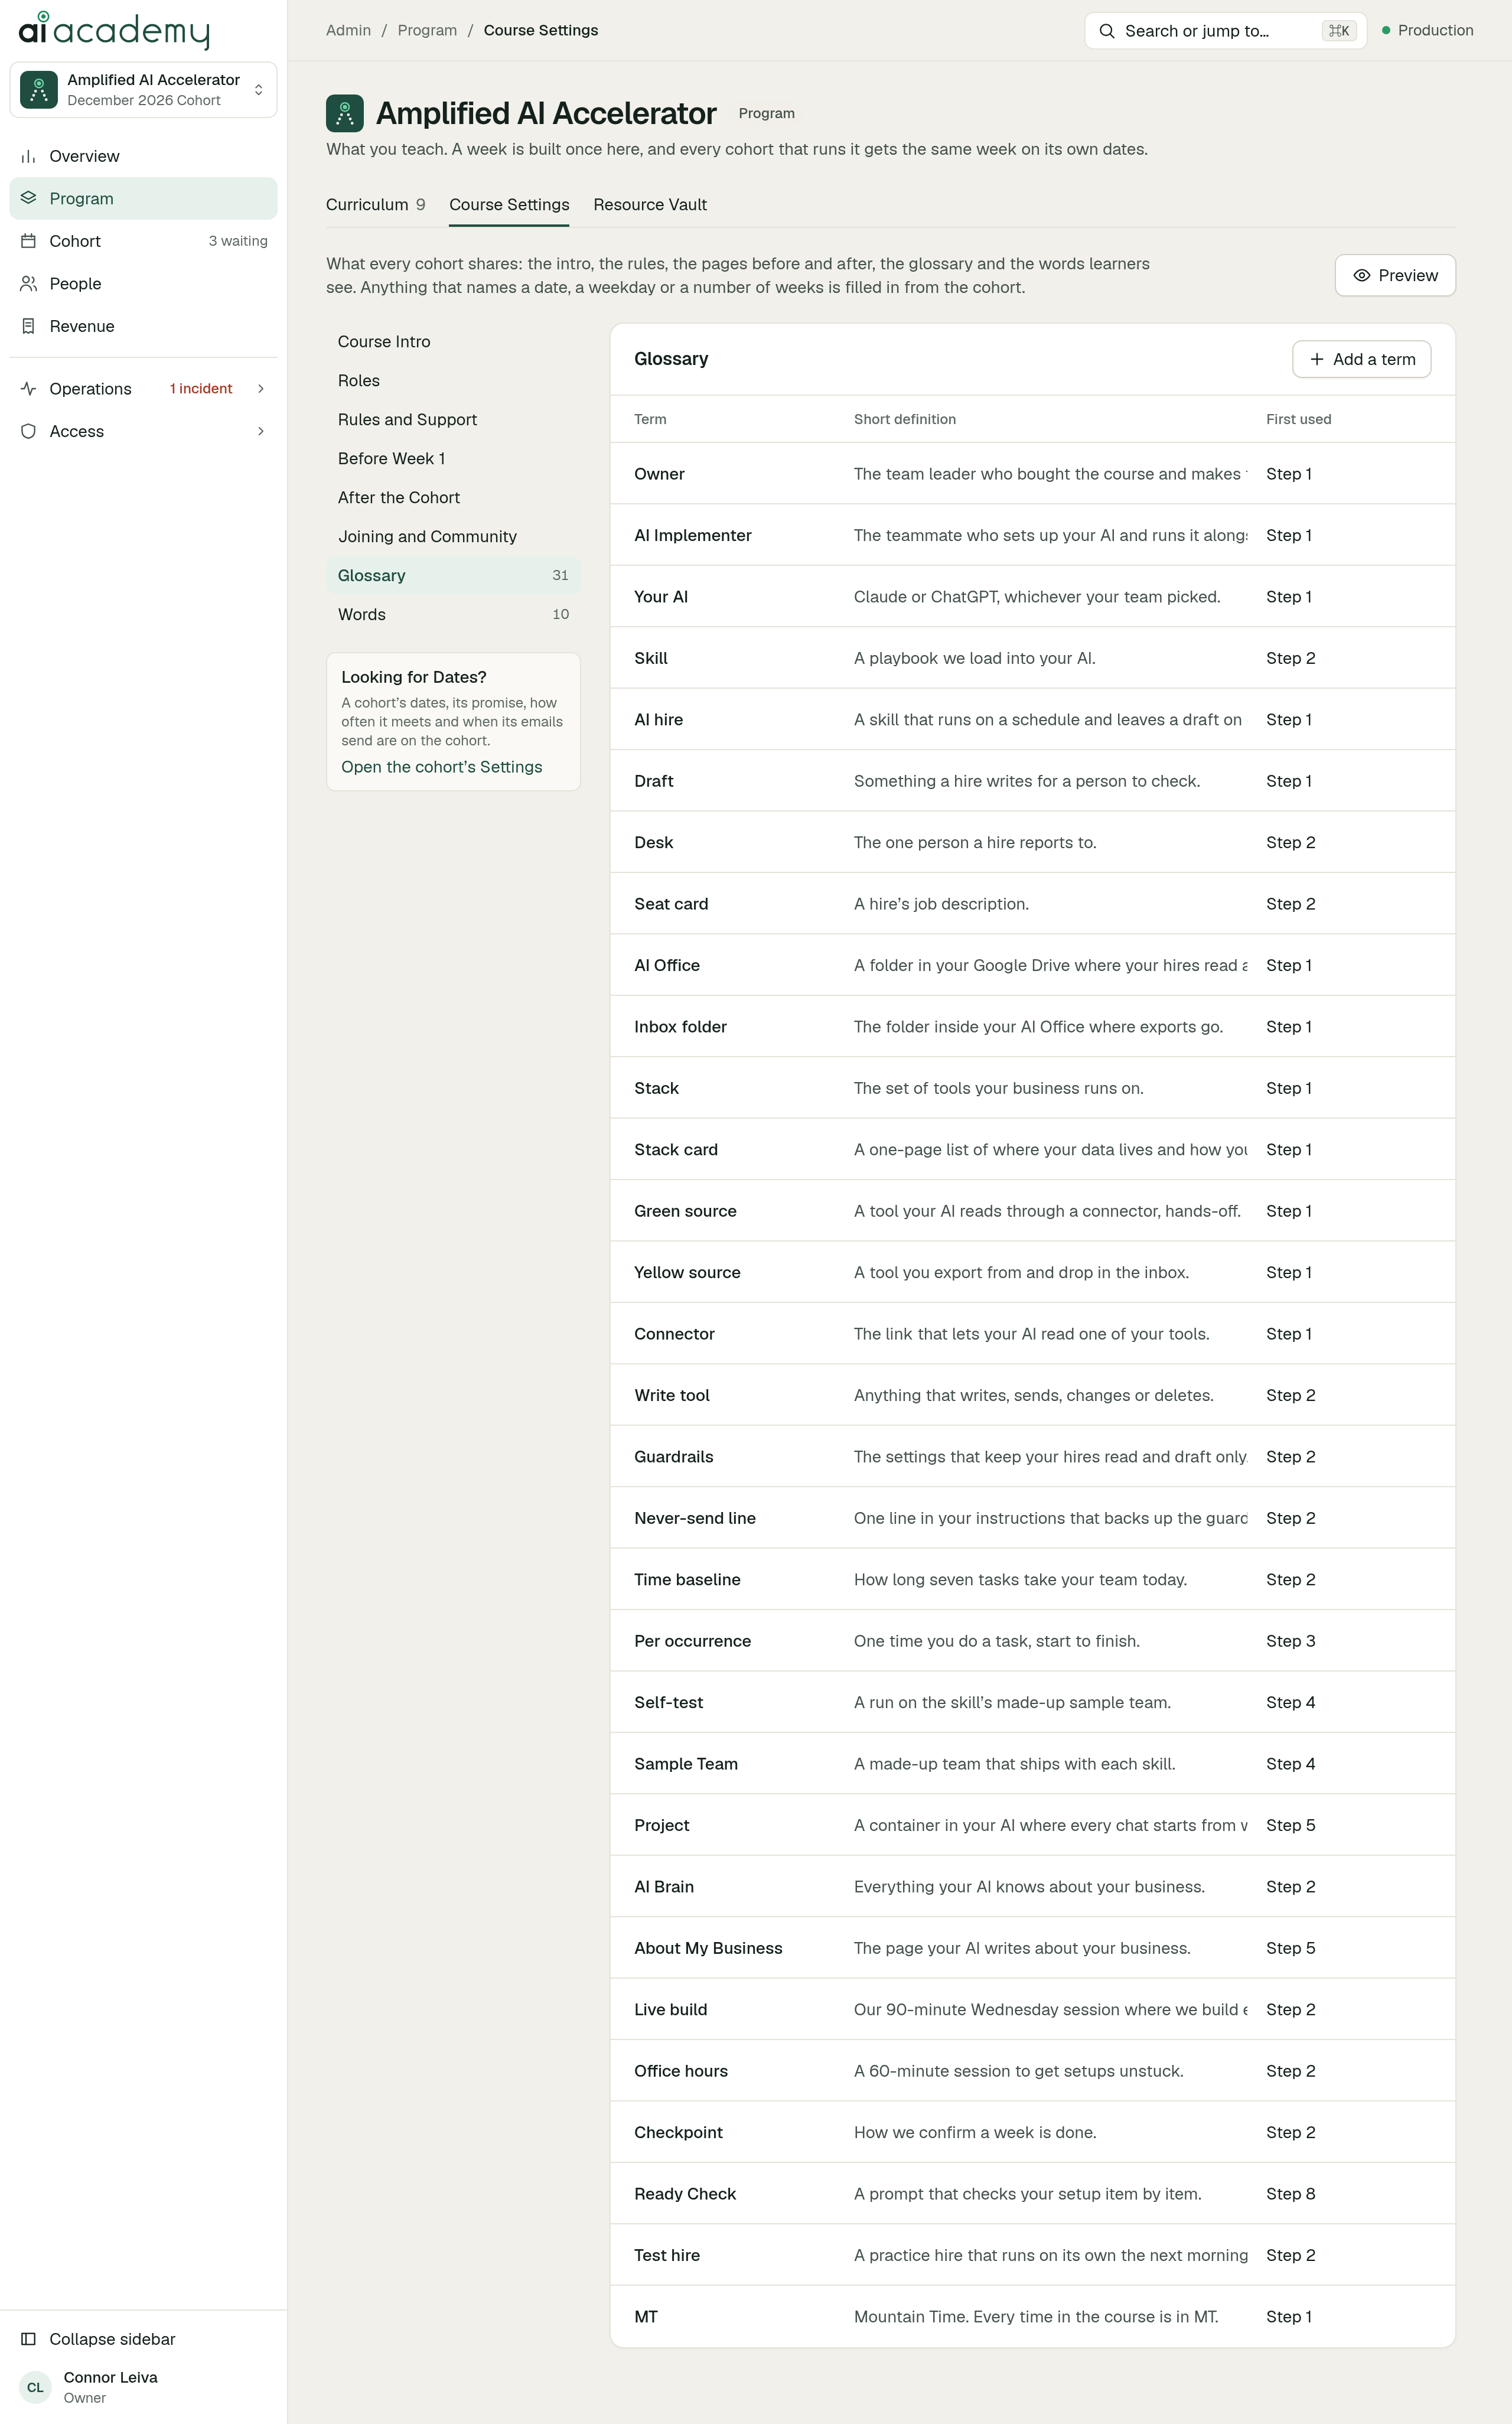 ai academy
Amplified AI Accelerator
December 2026 Cohort
Overview
Program
Cohort 3 waiting
People
Revenue
Operations 1 incident
Access
Collapse sidebar
CL
Connor Leiva
Owner
Admin / Program / Course Settings
Search or jump to… ⌘K
Production
Amplified AI Accelerator Program
What you teach. A week is built once here, and every cohort that runs it gets the same week on its own dates.
Curriculum 9 Course Settings Resource Vault
What every cohort shares: the intro, the rules, the pages before and after, the glossary and the words learners
see. Anything that names a date, a weekday or a number of weeks is filled in from the cohort.
Preview
Course Intro
Roles
Rules and Support
Before Week 1
After the Cohort
Joining and Community
Glossary 31
Words 10
Looking for Dates?
A cohort’s dates, its promise, how
often it meets and when its emails
send are on the cohort.
Open the cohort’s Settings
Glossary
Add a term
Term Short definition First used
Owner The team leader who bought the course and makes Step 1
AI Implementer The teammate who sets up your AI and runs it alongs Step 1
Your AI Claude or ChatGPT, whichever your team picked. Step 1
Skill A playbook we load into your AI. Step 2
AI hire A skill that runs on a schedule and leaves a draft on Step 1
Draft Something a hire writes for a person to check. Step 1
Desk The one person a hire reports to. Step 2
Seat card A hire’s job description. Step 2
AI Office A folder in your Google Drive where your hires read Step 1
Inbox folder The folder inside your AI Office where exports go. Step 1
Stack The set of tools your business runs on. Step 1
Stack card A one-page list of where your data lives and how you Step 1
Green source A tool your AI reads through a connector, hands-off. Step 1
Yellow source A tool you export from and drop in the inbox. Step 1
Connector The link that lets your AI read one of your tools. Step 1
Write tool Anything that writes, sends, changes or deletes. Step 2
Guardrails The settings that keep your hires read and draft only. Step 2
Never-send line One line in your instructions that backs up the guard Step 2
Time baseline How long seven tasks take your team today. Step 2
Per occurrence One time you do a task, start to finish. Step 3
Self-test A run on the skill’s made-up sample team. Step 4
Sample Team A made-up team that ships with each skill. Step 4
Project A container in your AI where every chat starts from Step 5
AI Brain Everything your AI knows about your business. Step 2
About My Business The page your AI writes about your business. Step 5
Live build Our 90-minute Wednesday session where we build Step 2
Office hours A 60-minute session to get setups unstuck. Step 2
Checkpoint How we confirm a week is done. Step 2
Ready Check A prompt that checks your setup item by item. Step 8
Test hire A practice hire that runs on its own the next morning Step 2
MT Mountain Time. Every time in the course is in MT. Step 1